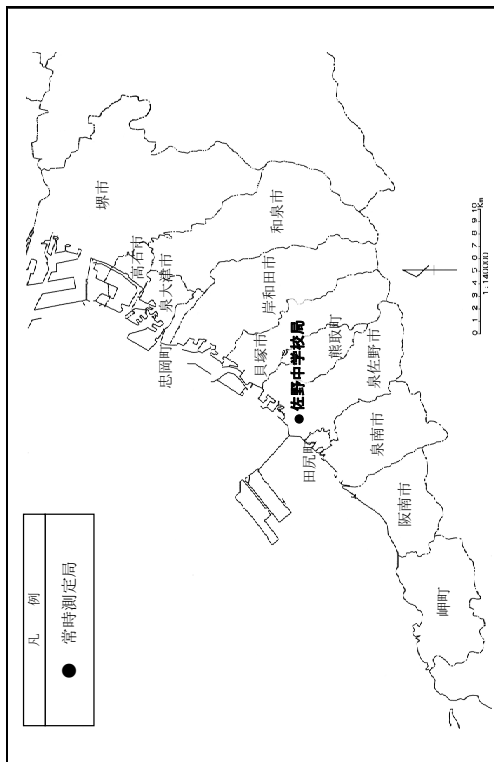 凡　例
● 常時測定局
堺市
高石市
泉大津市
和泉市
忠岡町
岸和田市
貝塚市
熊取町
●佐野中学校局
泉佐野市
田尻町
泉南市
阪南市
岬町
0 1 2 3 4 5 6 7 8 9 10 Km
1:140000